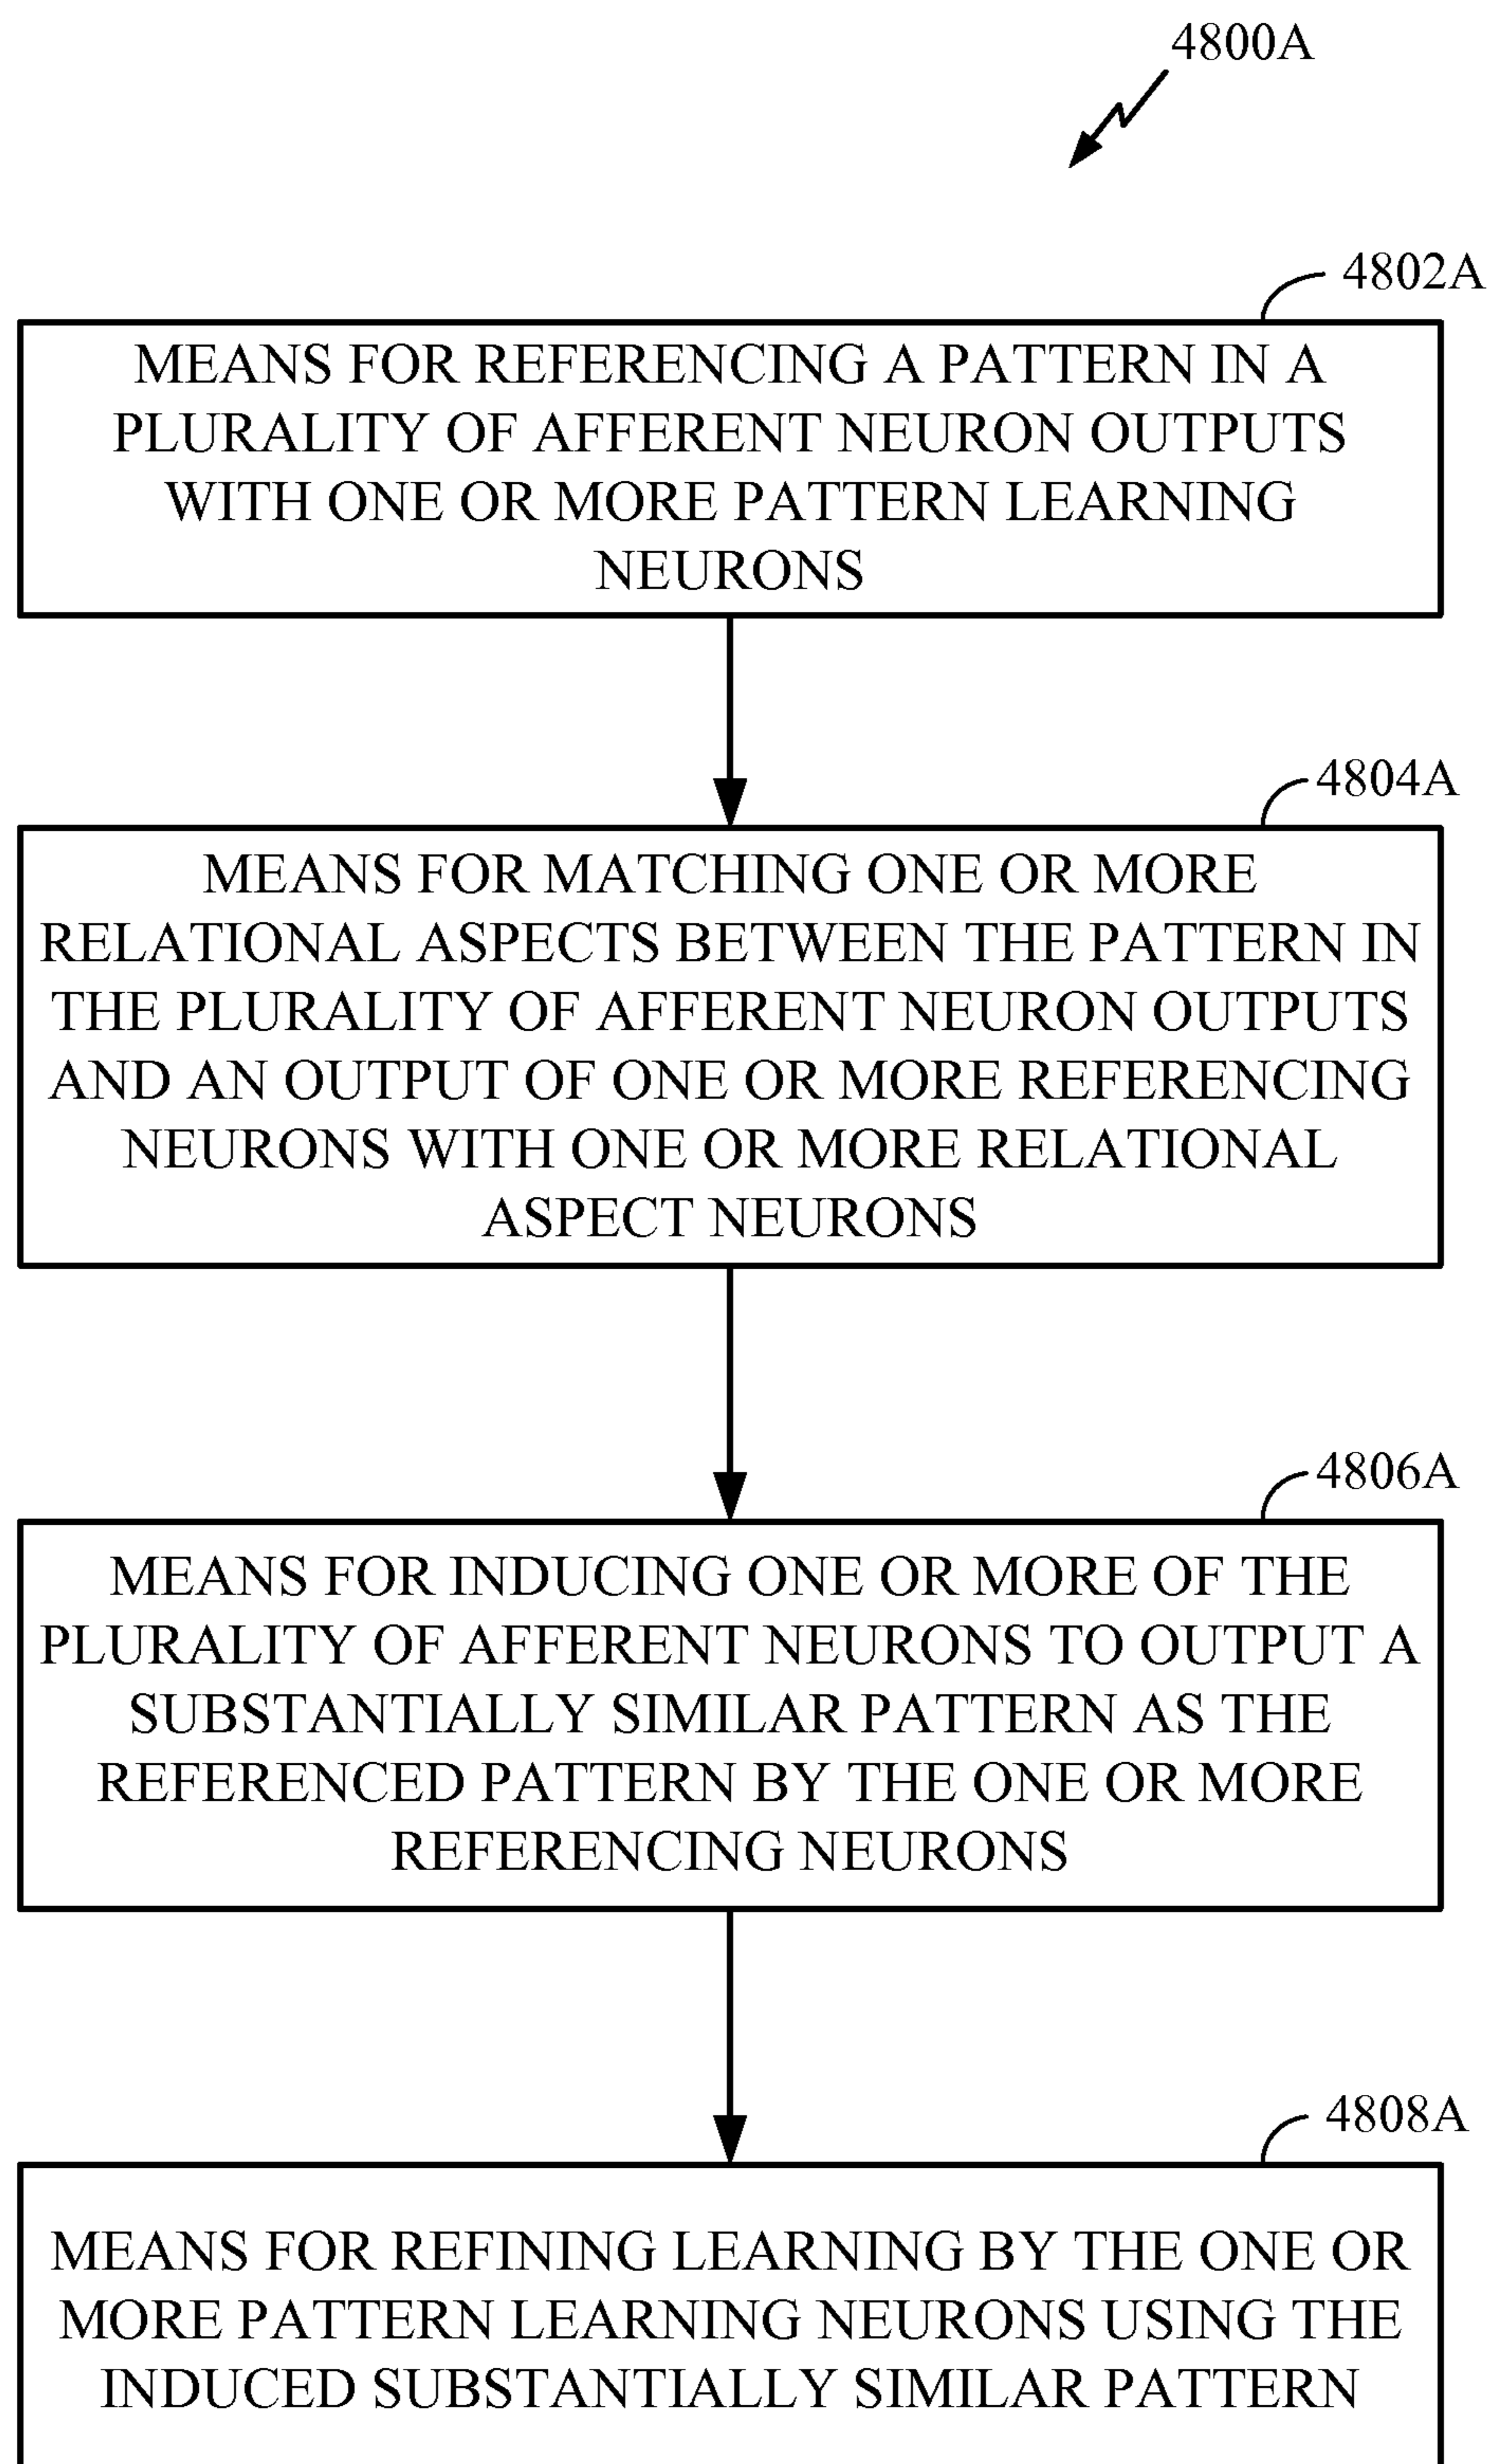 4800A
4802A
MEANS FOR REFERENCING A PATTERN IN A
PLURALITY OF AFFERENT NEURON OUTPUTS
WITH ONE OR MORE PATTERN LEARNING
NEURONS
4804A
MEANS FOR MATCHING ONE OR MORE
RELATIONAL ASPECTS BETWEEN THE PATTERN IN
THE PLURALITY OF AFFERENT NEURON OUTPUTS
AND AN OUTPUT OF ONE OR MORE REFERENCING
NEURONS WITH ONE OR MORE RELATIONAL
ASPECT NEURONS
4806A
MEANS FOR INDUCING ONE OR MORE OF THE
PLURALITY OF AFFERENT NEURONS TO OUTPUT A
SUBSTANTIALLY SIMILAR PATTERN AS THE
REFERENCED PATTERN BY THE ONE OR MORE
REFERENCING NEURONS
4808A
MEANS FOR REFINING LEARNING BY THE ONE OR
MORE PATTERN LEARNING NEURONS USING THE
INDUCED SUBSTANTIALLY SIMILAR PATTERN